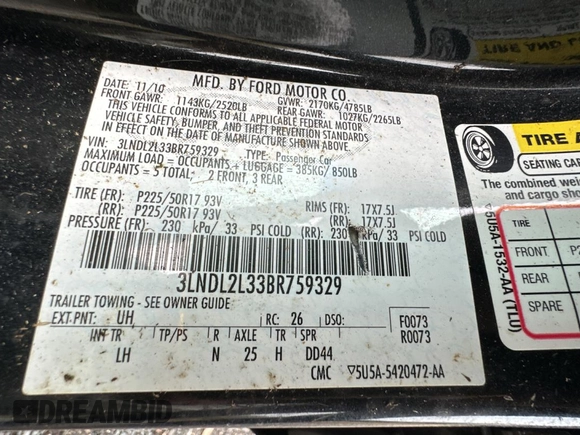 MFD. BY FORD MOTOR CO.
DATE: 11/10 GVWR: 2170KG/4785LB
FRONT GAWR: 1143KG/2520LB REAR GAWR: 1027KG/2265LB
THIS VEHICLE CONFORMS TO ALL APPLICABLE FEDERAL MOTOR
VEHICLE SAFETY, BUMPER, AND THEFT PREVENTION STANDARDS
IN EFFECT ON THE DATE OF MANUFACTURE SHOWN ABOVE.
VIN: 3LNDL2L33BR759329 TYPE: Passenger Car
MAXIMUM LOAD = OCCUPANTS + LUGGAGE = 385KG/ 850LB
OCCUPANTS = 5 TOTAL; 2 FRONT, 3 REAR
TIRE (FR): P225/50R17 93V RIMS (FR): 17X7.5J
(RR): P225/50R17 93V (RR): 17X7.5J
PRESSURE (FR): 230 kPa/ 33 PSI COLD (RR): 230 kPa/ 33 PSI COLD
3LNDL2L33BR759329
TRAILER TOWING - SEE OWNER GUIDE
EXT-PNT: UH RC: 26 DSO: F0073
R0073
INT TR TP/PS R AXLE TR SPR
LH N 25 H DD44
CMC ▽5U5A-5420472-AA
TIRE A
SEATING CA
The combined wei
and cargo sho
TIRE
FRONT P2
REAR
SPARE
5U5A-1532-AA (TLU)
TIRE AND L
DREAMBID